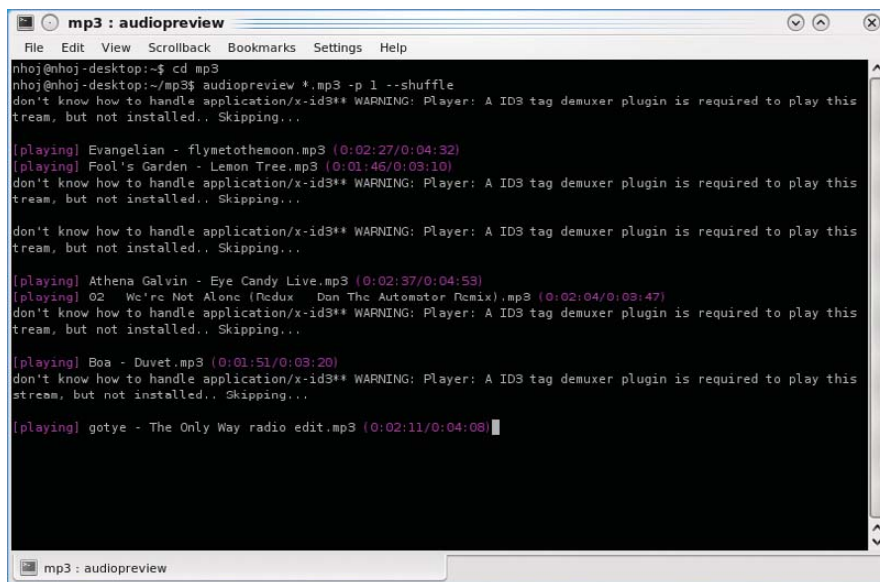 mp3 : audiopreview
File Edit View Scrollback Bookmarks Settings Help
nhoj@nhoj-desktop:~$ cd mp3
nhoj@nhoj-desktop:~/mp3$ audiopreview *.mp3 -p 1 --shuffle
don't know how to handle application/x-id3** WARNING: Player: A ID3 tag demuxer plugin is required to play this
tream, but not installed.. Skipping...
[playing] Evangelian - flymetothemoon.mp3 (0:02:27/0:04:32)
[playing] Fool's Garden - Lemon Tree.mp3 (0:01:46/0:03:10)
don't know how to handle application/x-id3** WARNING: Player: A ID3 tag demuxer plugin is required to play this
tream, but not installed.. Skipping...
don't know how to handle application/x-id3** WARNING: Player: A ID3 tag demuxer plugin is required to play this
tream, but not installed.. Skipping...
[playing] Athena Galvin - Eye Candy Live.mp3 (0:02:37/0:04:53)
[playing] 02   We're Not Alone (Redux   Dan The Automator Remix).mp3 (0:02:04/0:03:47)
don't know how to handle application/x-id3** WARNING: Player: A ID3 tag demuxer plugin is required to play this
tream, but not installed.. Skipping...
[playing] Boa - Duvet.mp3 (0:01:51/0:03:20)
don't know how to handle application/x-id3** WARNING: Player: A ID3 tag demuxer plugin is required to play this
stream, but not installed.. Skipping...
[playing] gotye - The Only Way radio edit.mp3 (0:02:11/0:04:08)
mp3 : audiopreview